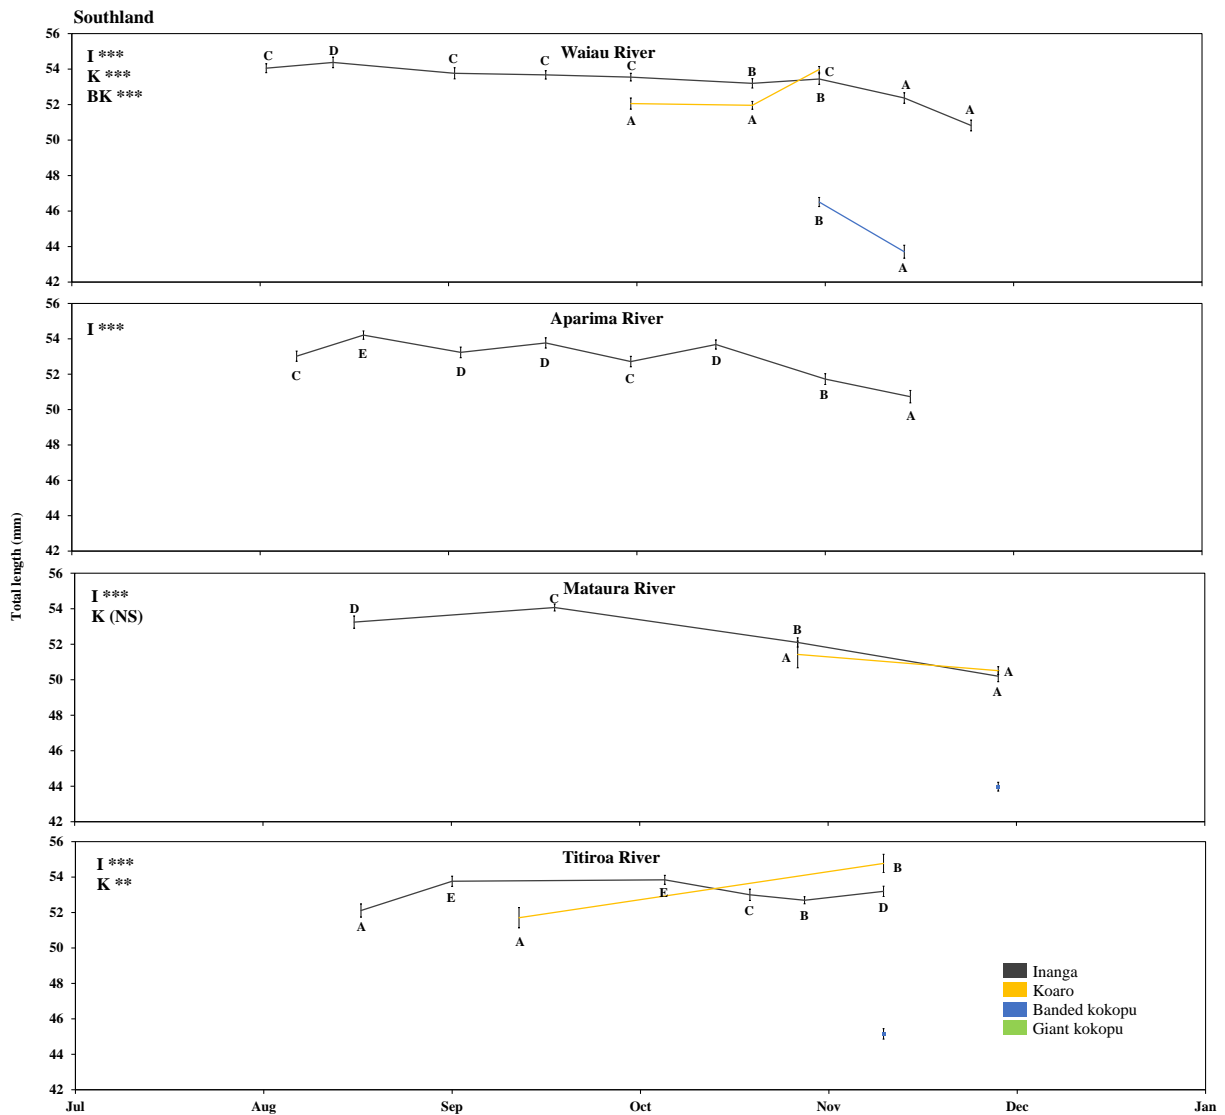 Southland
56
54
52
50
48
46
44
42
Waiau River
I ***
K ***
BK ***
C
D
C
C
C
B
C
B
A
A
A
A
B
A
56
54
52
50
48
46
44
42
Aparima River
I ***
C
E
D
D
C
D
B
A
Total length (mm)
56
54
52
50
48
46
44
42
Mataura River
I ***
K (NS)
D
C
B
A
A
A
56
54
52
50
48
46
44
42
Titiroa River
I ***
K **
A
E
A
E
C
B
D
B
Inanga
Koaro
Banded kokopu
Giant kokopu
Jul Aug Sep Oct Nov Dec Jan